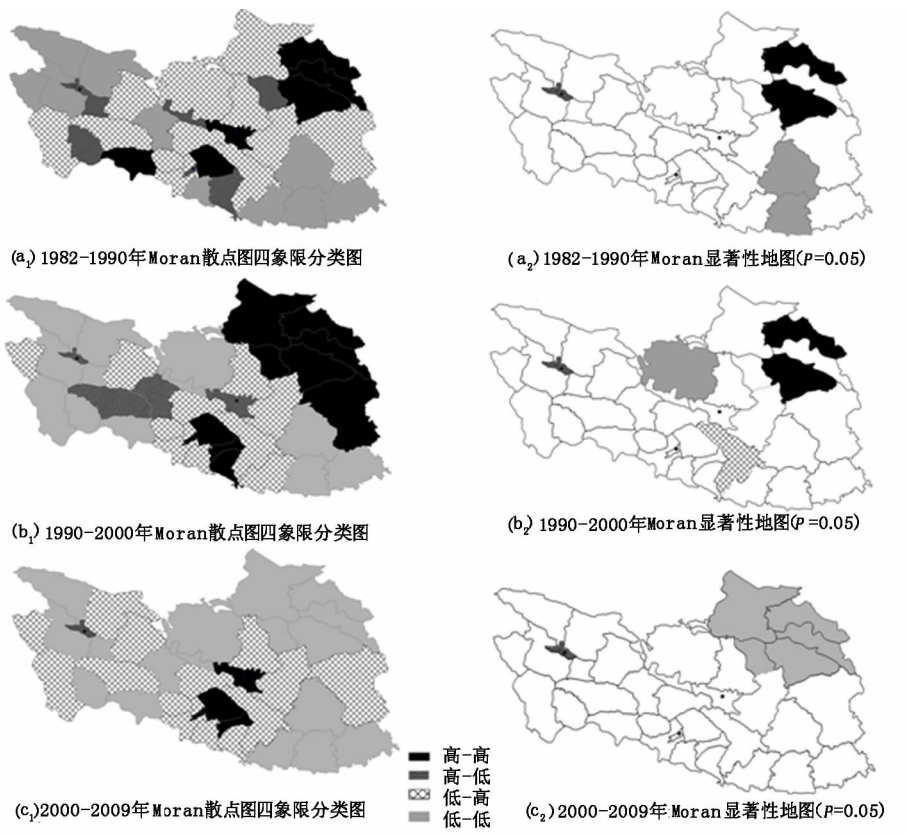 (a₁) 1982-1990年Moran散点图四象限分类图
(a₂) 1982-1990年Moran显著性地图(P=0.05)
(b₁) 1990-2000年Moran散点图四象限分类图
(b₂) 1990-2000年Moran显著性地图(P=0.05)
高-高
高-低
低-高
低-低
(c₁)2000-2009年Moran散点图四象限分类图
(c₂)2000-2009年Moran显著性地图(P=0.05)